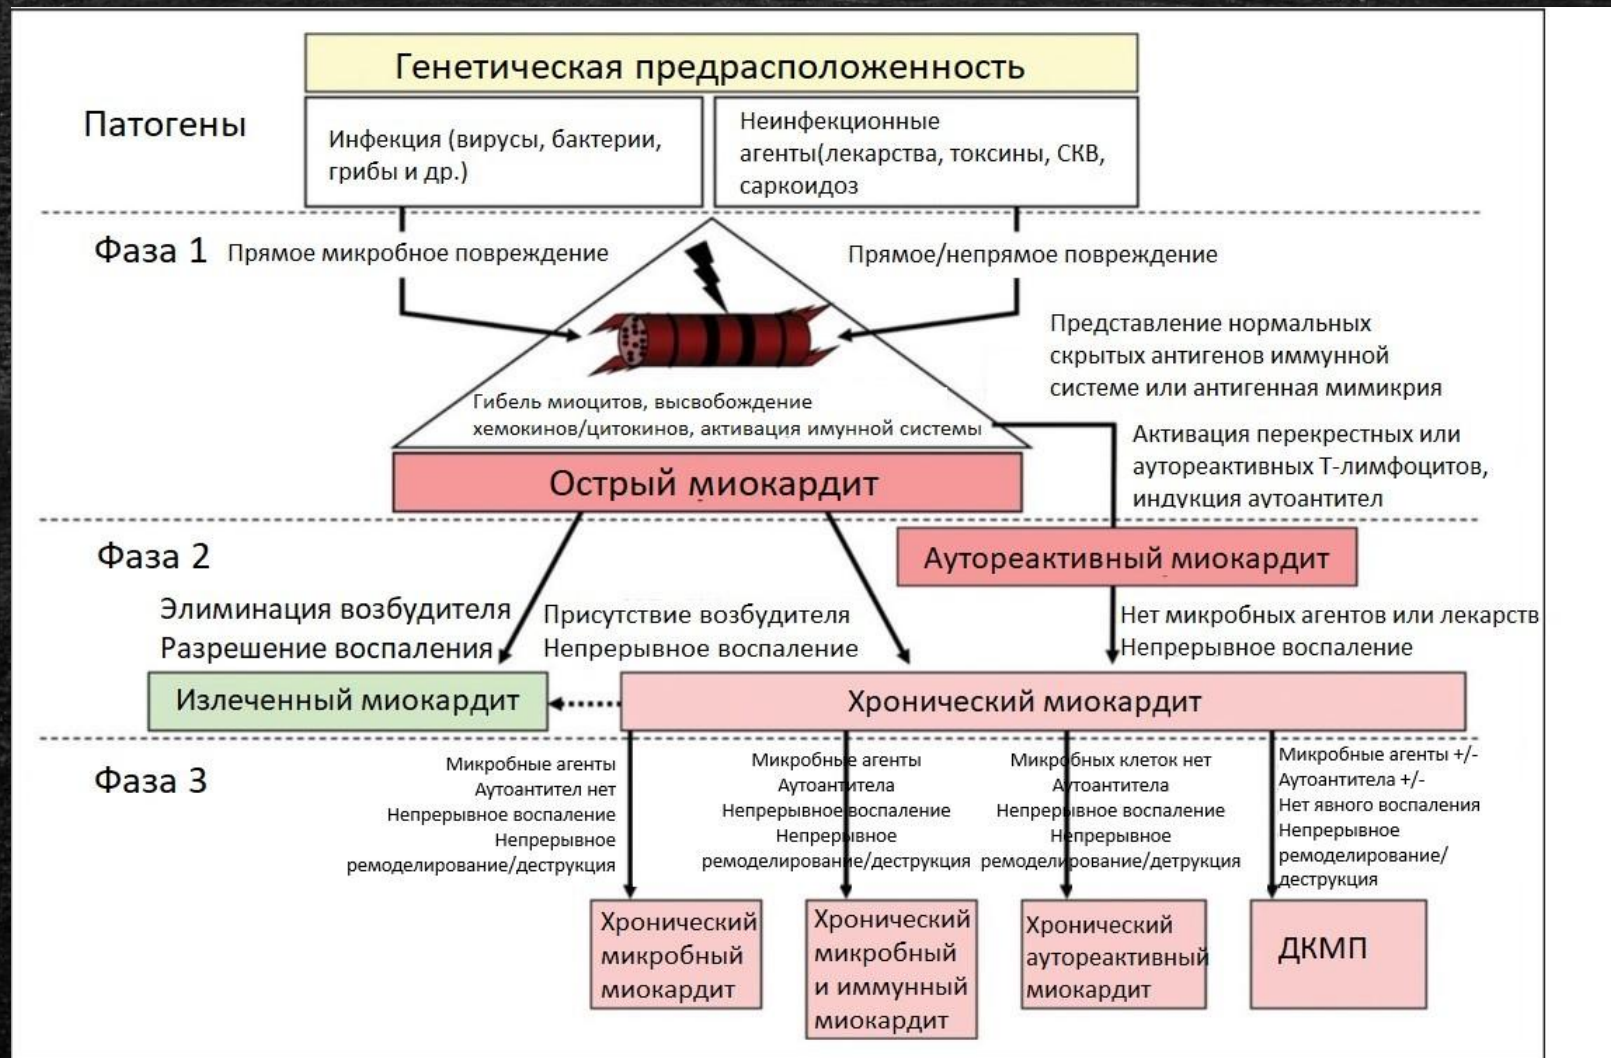 Генетическая предрасположенность
Патогены
Инфекция (вирусы, бактерии,
грибы и др.)
Неинфекционные
агенты(лекарства, токсины, СКВ,
саркоидоз
Фаза 1
Прямое микробное повреждение
Прямое/непрямое повреждение
Представление нормальных
скрытых антигенов иммунной
системе или антигенная мимикрия
Гибель миоцитов, высвобождение
хемокинов/цитокинов, активация имунной системы
Активация перекрестных или
аутореактивных Т-лимфоцитов,
индукция аутоантител
Острый миокардит
Фаза 2
Аутореактивный миокардит
Элиминация возбудителя
Разрешение воспаления
Присутствие возбудителя
Непрерывное воспаление
Нет микробных агентов или лекарств
Непрерывное воспаление
Излеченный миокардит
Хронический миокардит
Фаза 3
Микробные агенты
Аутоантител нет
Непрерывное воспаление
Непрерывное
ремоделирование/деструкция
Микробные агенты
Аутоантитела
Непрерывное воспаление
Непрерывное
ремоделирование/деструкция
Микробных клеток нет
Аутоантитела
Непрерывное воспаление
Непрерывное
ремоделирование/детрукция
Микробные агенты +/-
Аутоантитела +/-
Нет явного воспаления
Непрерывное
ремоделирование/
деструкция
Хронический
микробный
миокардит
Хронический
микробный
и иммунный
миокардит
Хронический
аутореактивный
миокардит
ДКМП